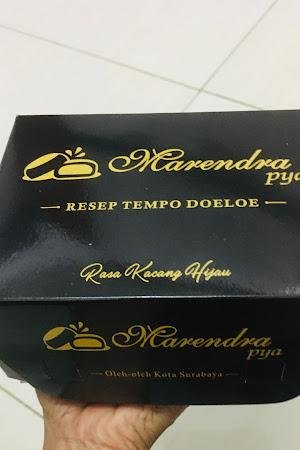 Marendra
pya
RESEP TEMPO DOELOE
Rasa Kacang Hijau
Marendra
pya
Oleh-oleh Kota Surabaya